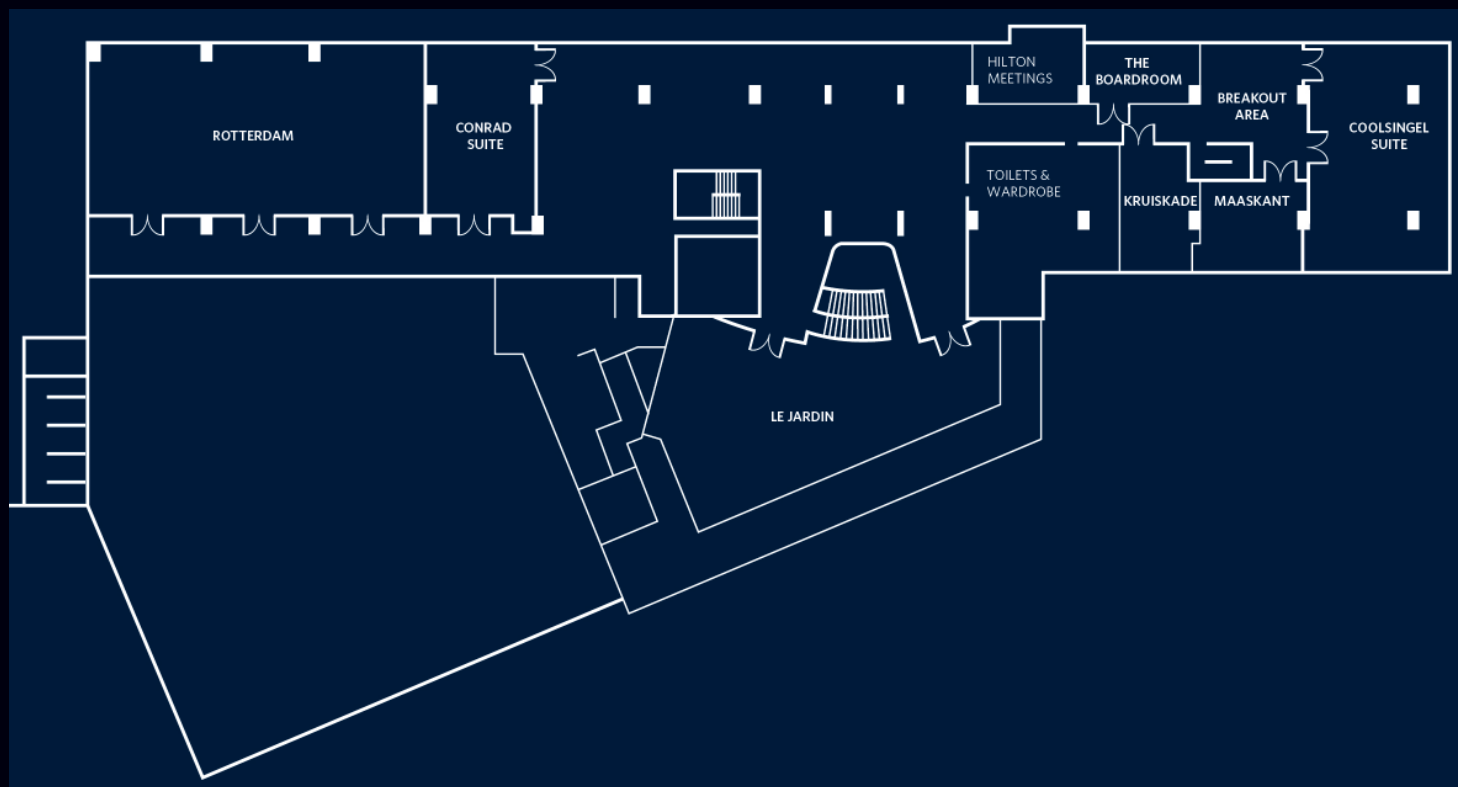 ROTTERDAM
CONRAD
SUITE
HILTON
MEETINGS
THE
BOARDROOM
BREAKOUT
AREA
COOLSINGEL
SUITE
TOILETS &
WARDROBE
KRUISKADE
MAASKANT
LE JARDIN